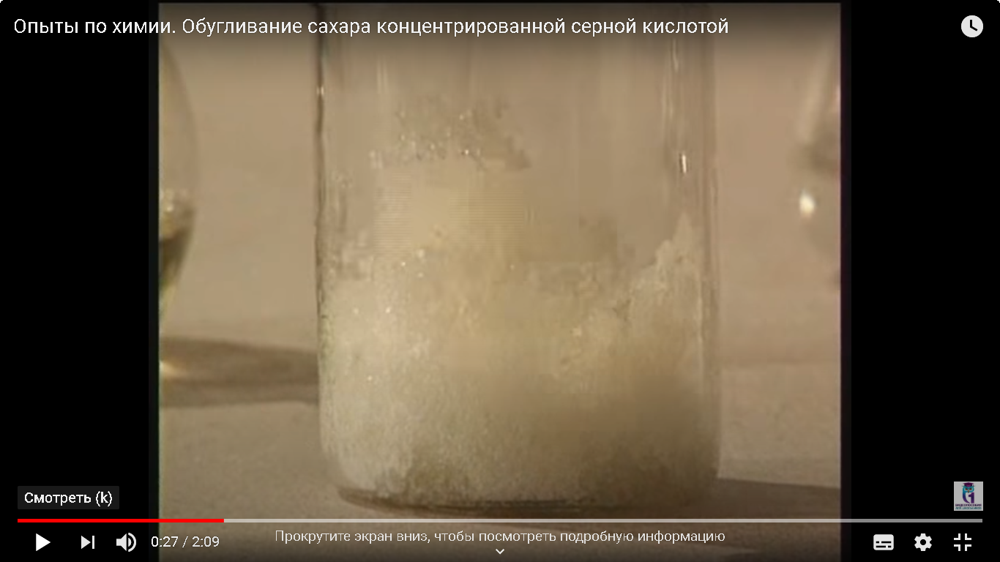 Опыты по химии. Обугливание сахара концентрированной серной кислотой
Смотреть (k)
0:27 / 2:09
Прокрутите экран вниз, чтобы посмотреть подробную информацию